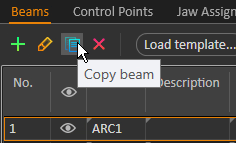 Beams Control Points Jaw Assign
Load template...
Copy beam
No. Description
1 ARC1